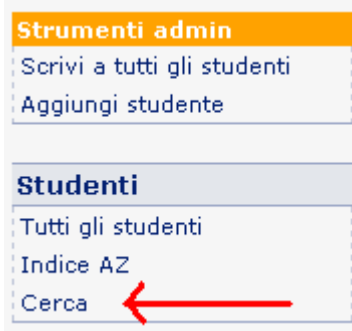 Strumenti admin
Scrivi a tutti gli studenti
Aggiungi studente
Studenti
Tutti gli studenti
Indice AZ
Cerca